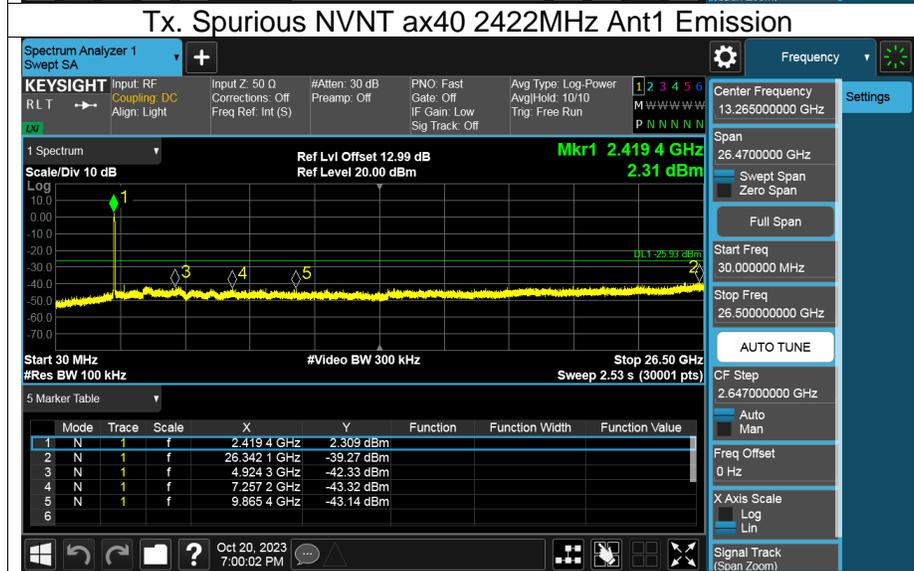 Tx. Spurious NVNT ax40 2422MHz Ant1 Emission
Spectrum Analyzer 1
Swept SA
+
Frequency
KEYSIGHT
RLT
LXI
Input: RF
Coupling: DC
Align: Light
Input Z: 50 Ω
Corrections: Off
Freq Ref: Int (S)
#Atten: 30 dB
Preamp: Off
PNO: Fast
Gate: Off
IF Gain: Low
Sig Track: Off
Avg Type: Log-Power
Avg|Hold: 10/10
Trig: Free Run
1 2 3 4 5 6
M W W W W W
P N N N N N
1 Spectrum
Scale/Div 10 dB
Ref Lvl Offset 12.99 dB
Ref Level 20.00 dBm
Mkr1 2.419 4 GHz
2.31 dBm
Log
10.0
0.00
-10.0
-20.0
-30.0
-40.0
-50.0
-60.0
-70.0
1
DL1 -25.93 dBm
2
3
4
5
Start 30 MHz
#Res BW 100 kHz
#Video BW 300 kHz
Stop 26.50 GHz
Sweep 2.53 s (30001 pts)
5 Marker Table
Mode Trace Scale X Y Function Function Width Function Value
1 N 1 f 2.419 4 GHz 2.309 dBm
2 N 1 f 26.342 1 GHz -39.27 dBm
3 N 1 f 4.924 3 GHz -42.33 dBm
4 N 1 f 7.257 2 GHz -43.32 dBm
5 N 1 f 9.865 4 GHz -43.14 dBm
6
?
Oct 20, 2023
7:00:02 PM
Center Frequency
13.265000000 GHz
Settings
Span
26.4700000 GHz
Swept Span
Zero Span
Full Span
Start Freq
30.000000 MHz
Stop Freq
26.500000000 GHz
AUTO TUNE
CF Step
2.647000000 GHz
Auto
Man
Freq Offset
0 Hz
X Axis Scale
Log
Lin
Signal Track
(Span Zoom)